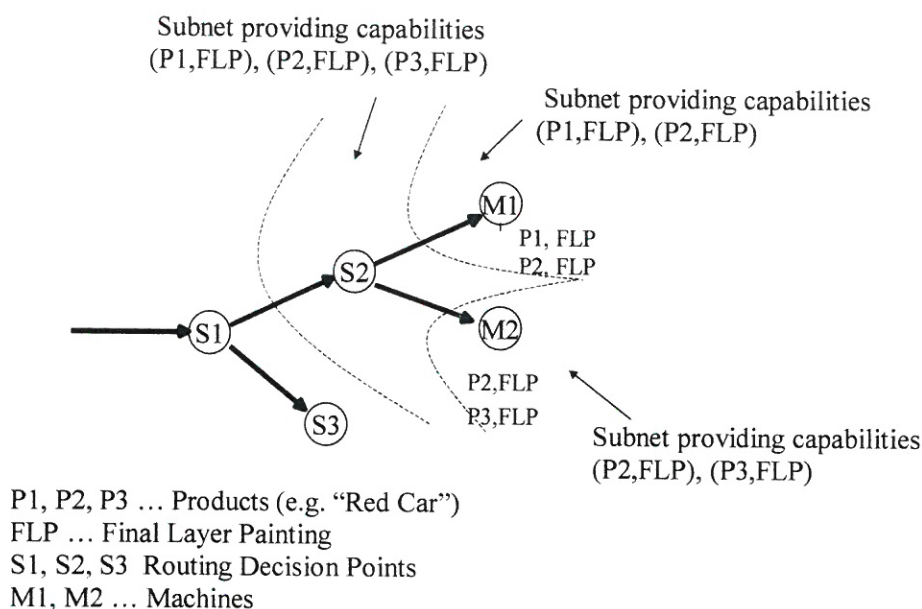 Subnet providing capabilities
(P1,FLP), (P2,FLP), (P3,FLP)
Subnet providing capabilities
(P1,FLP), (P2,FLP)
M1
P1, FLP
P2, FLP
S2
S1
M2
P2,FLP
P3,FLP
S3
Subnet providing capabilities
(P2,FLP), (P3,FLP)
P1, P2, P3 ... Products (e.g. “Red Car”)
FLP ... Final Layer Painting
S1, S2, S3 Routing Decision Points
M1, M2 ... Machines